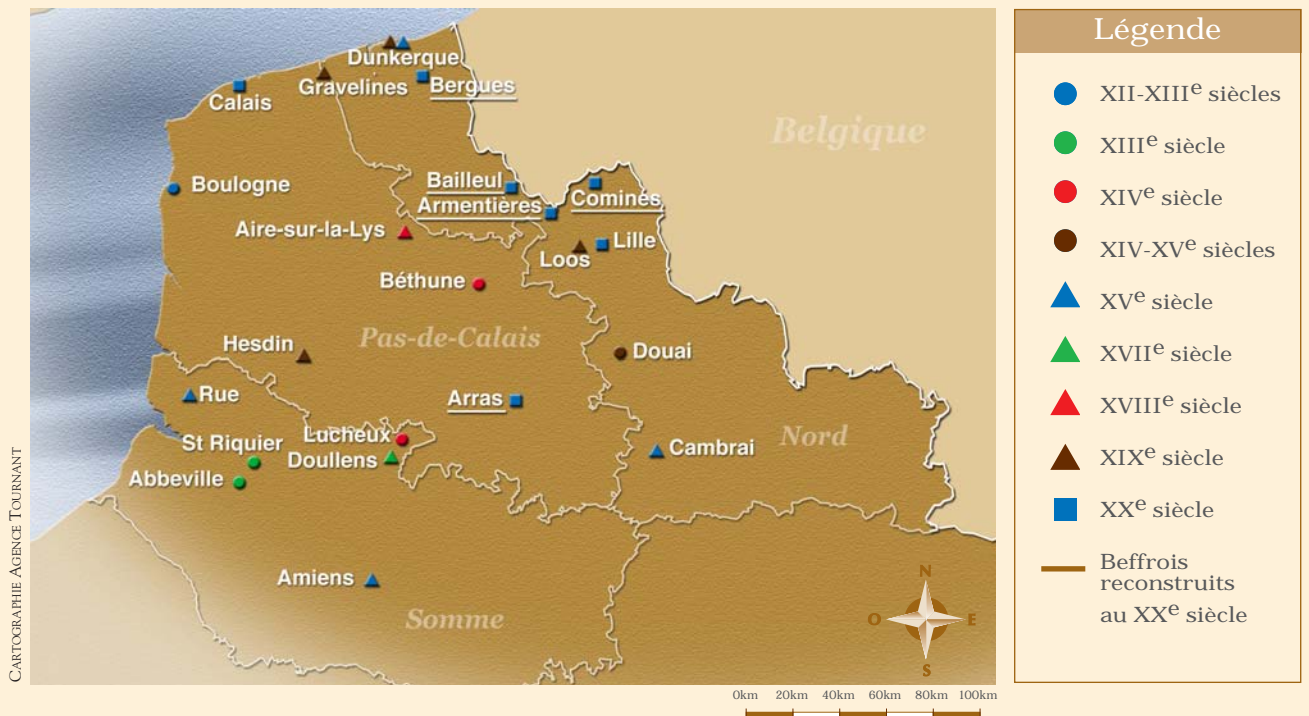 Dunkerque
Gravelines
Bergues
Calais
Belgique
Boulogne
Bailleul
Armentières
Comines
Aire-sur-la-Lys
Loos
Lille
Béthune
Pas-de-Calais
Hesdin
Douai
Rue
Arras
St Riquier
Lucheux
Doullens
Nord
Cambrai
Abbeville
Amiens
Somme
N
O
E
S
CARTOGRAPHIE AGENCE TOURNANT
0km 20km 40km 60km 80km 100km
Légende
XII-XIIIe siècles
XIIIe siècle
XIVe siècle
XIV-XVe siècles
XVe siècle
XVIIe siècle
XVIIIe siècle
XIXe siècle
XXe siècle
Beffrois
reconstruits
au XXe siècle